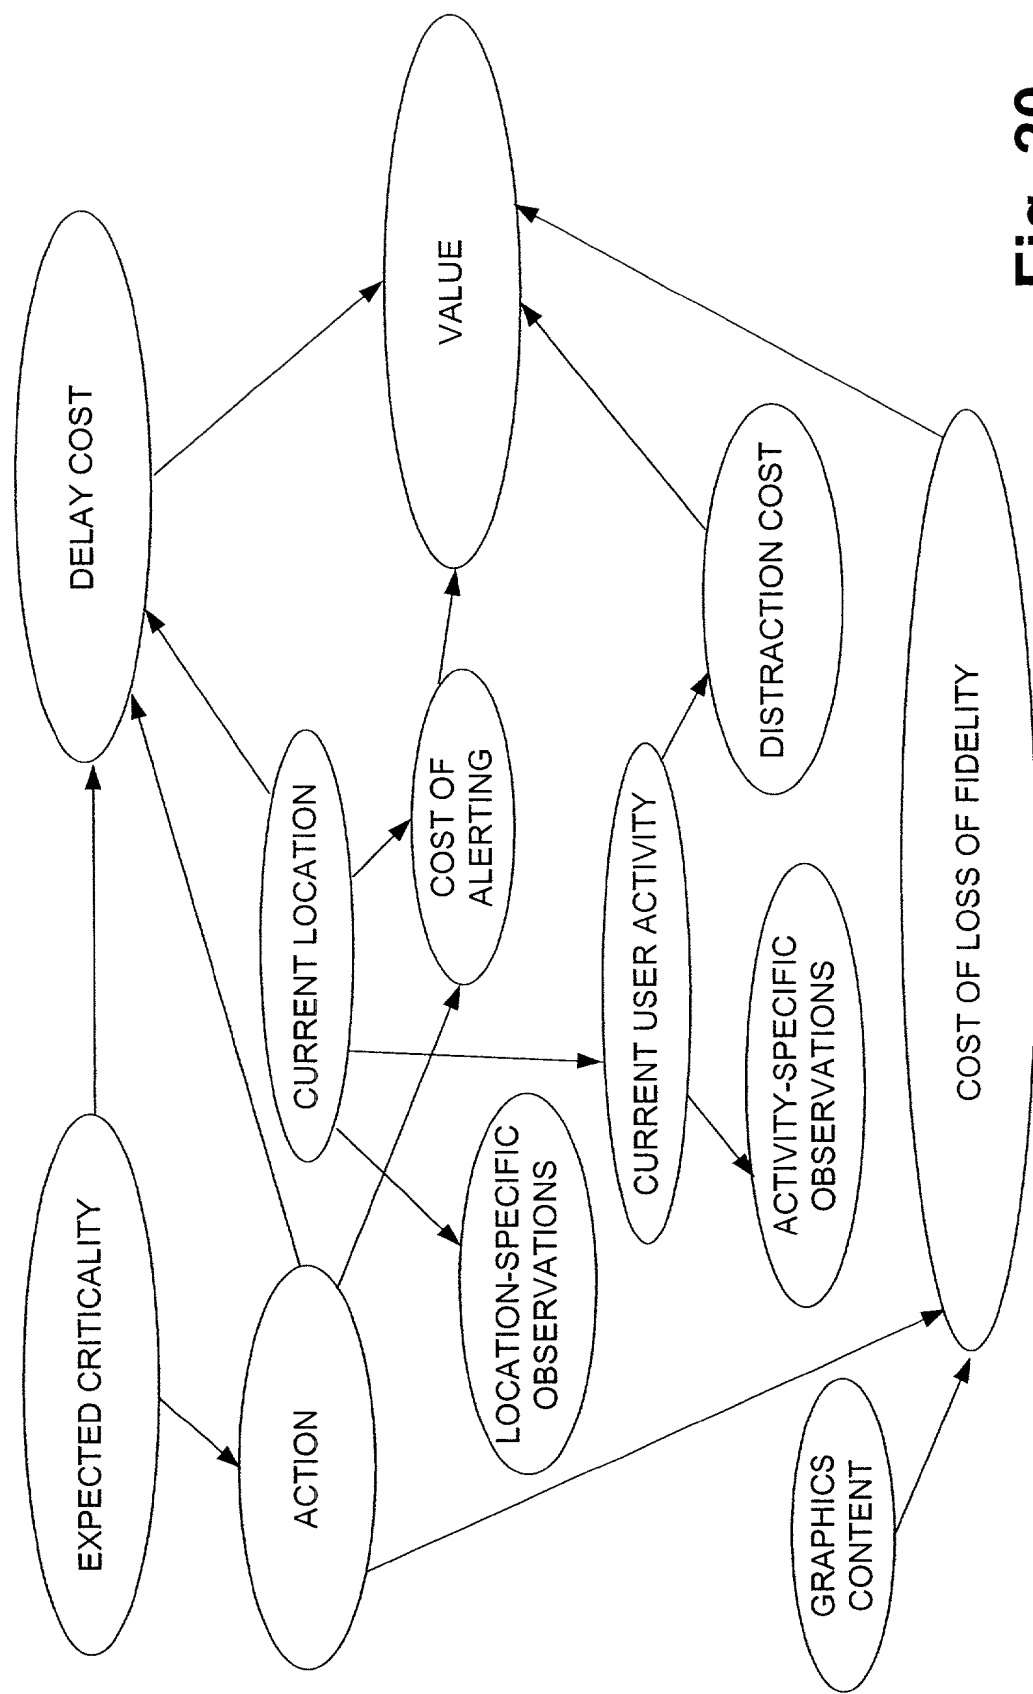 EXPECTED CRITICALITY
DELAY COST
ACTION
CURRENT LOCATION
VALUE
COST OF
ALERTING
LOCATION-SPECIFIC
OBSERVATIONS
CURRENT USER ACTIVITY
DISTRACTION COST
ACTIVITY-SPECIFIC
OBSERVATIONS
GRAPHICS
CONTENT
COST OF LOSS OF FIDELITY
Fig